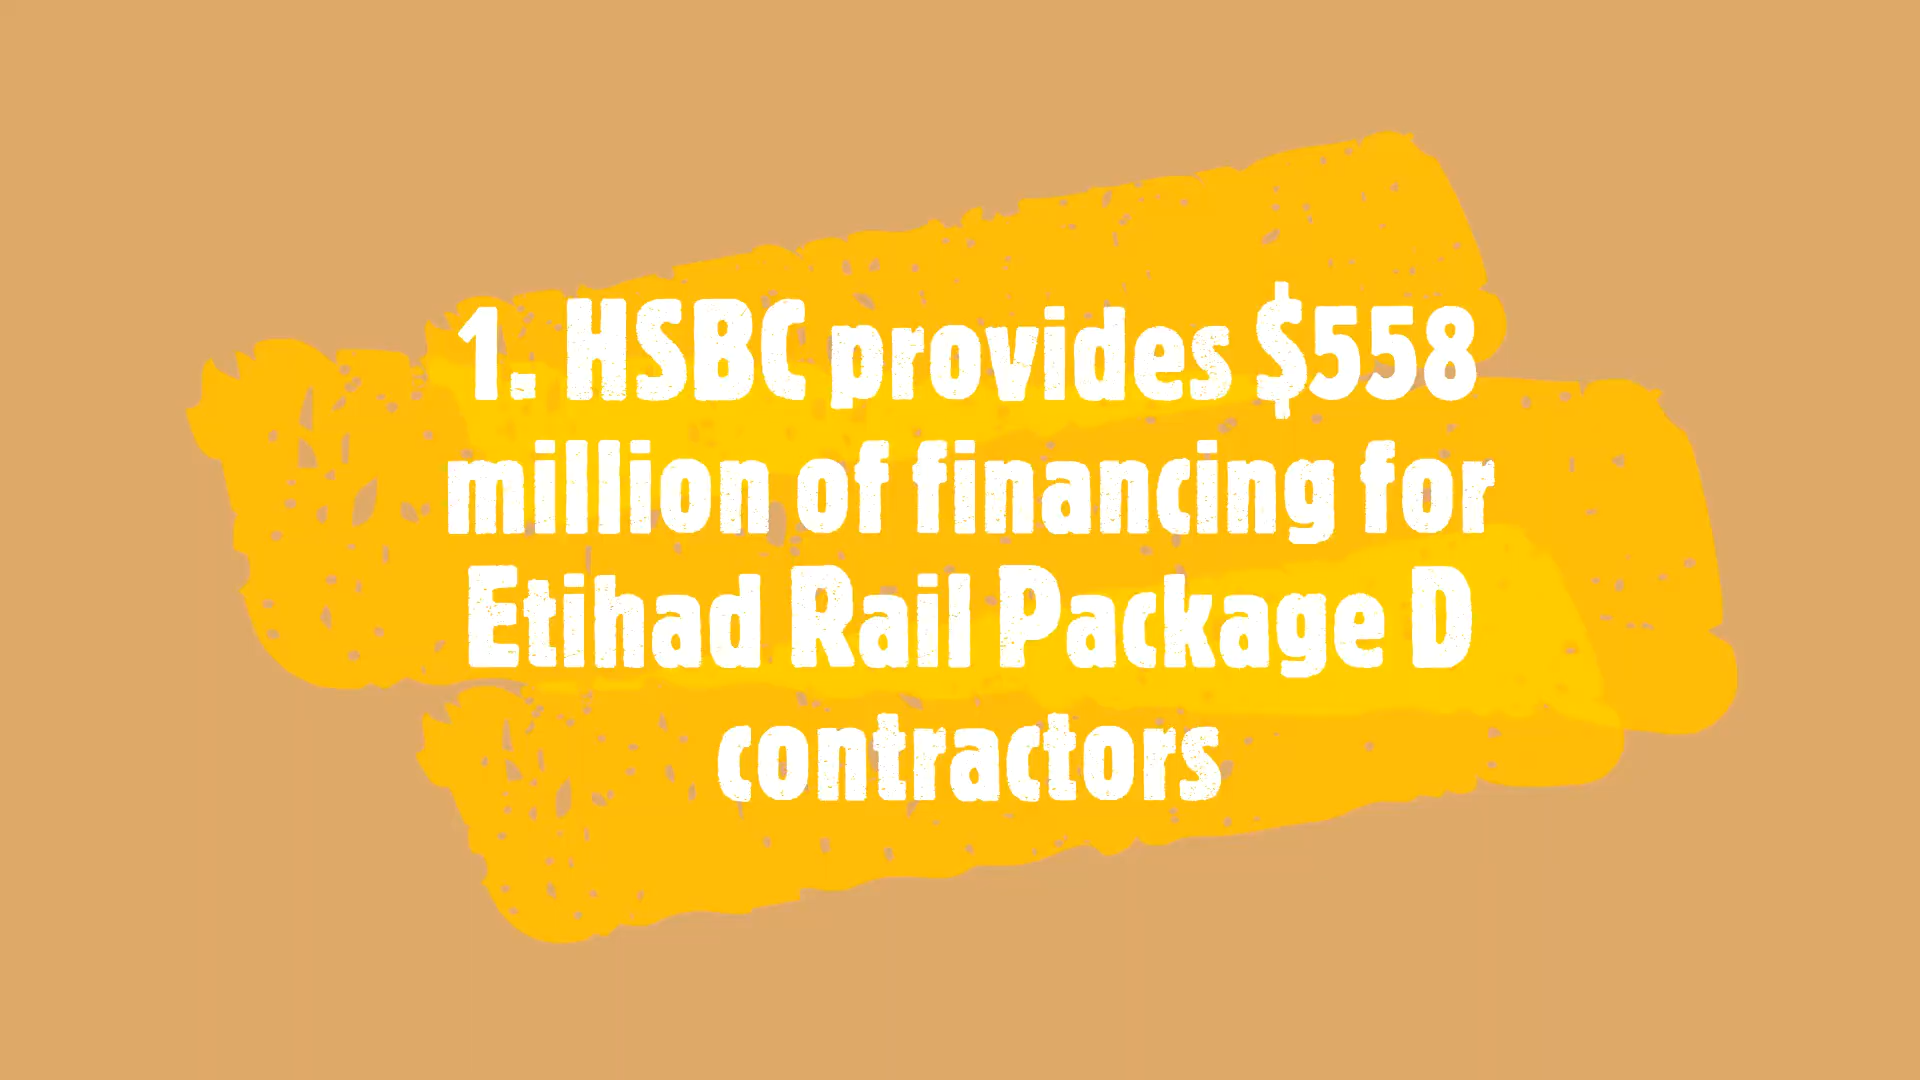 1. HSBC provides $558
million of financing for
Etihad Rail Package D
contractors